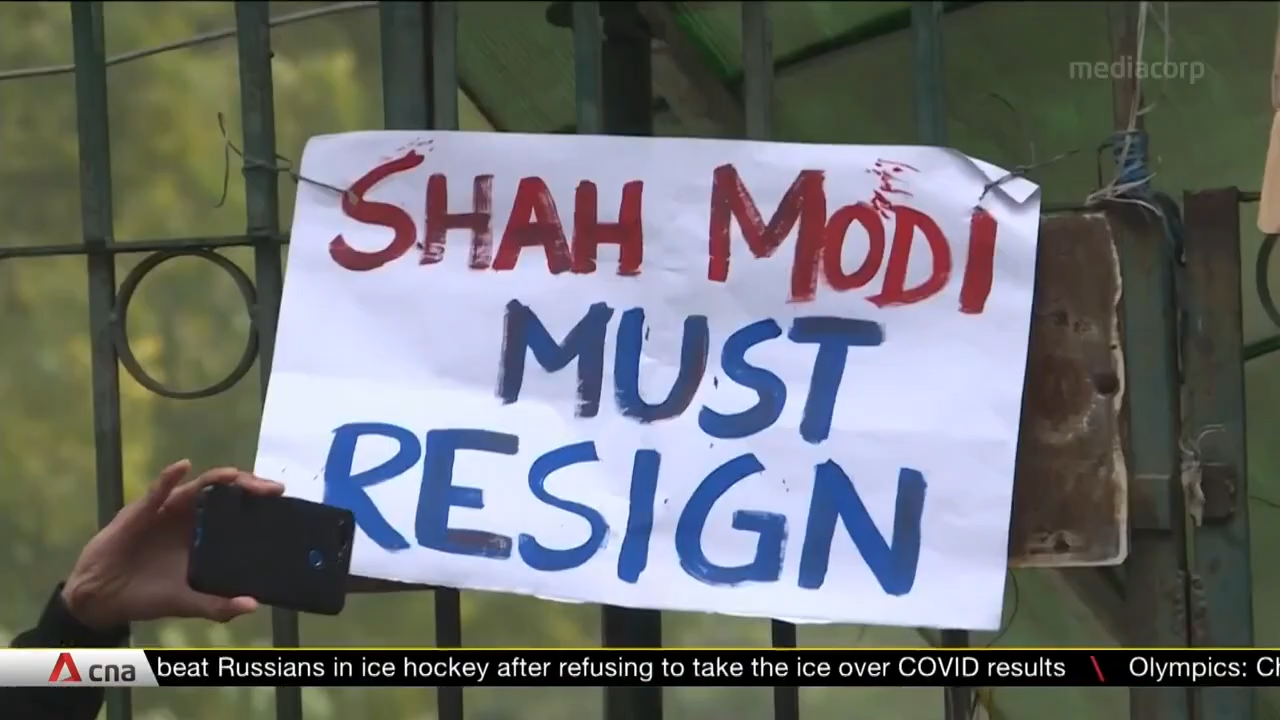 mediacorp
SHAH MODI
MUST
RESIGN
cna beat Russians in ice hockey after refusing to take the ice over COVID results \ Olympics: Ch